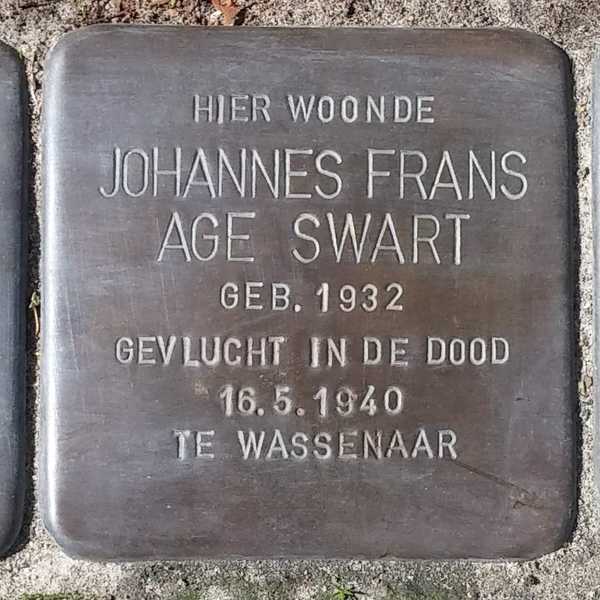 HIER WOONDE
JOHANNES FRANS
AGE SWART
GEB. 1932
GEVLUCHT IN DE DOOD
16.5.1940
TE WASSENAAR